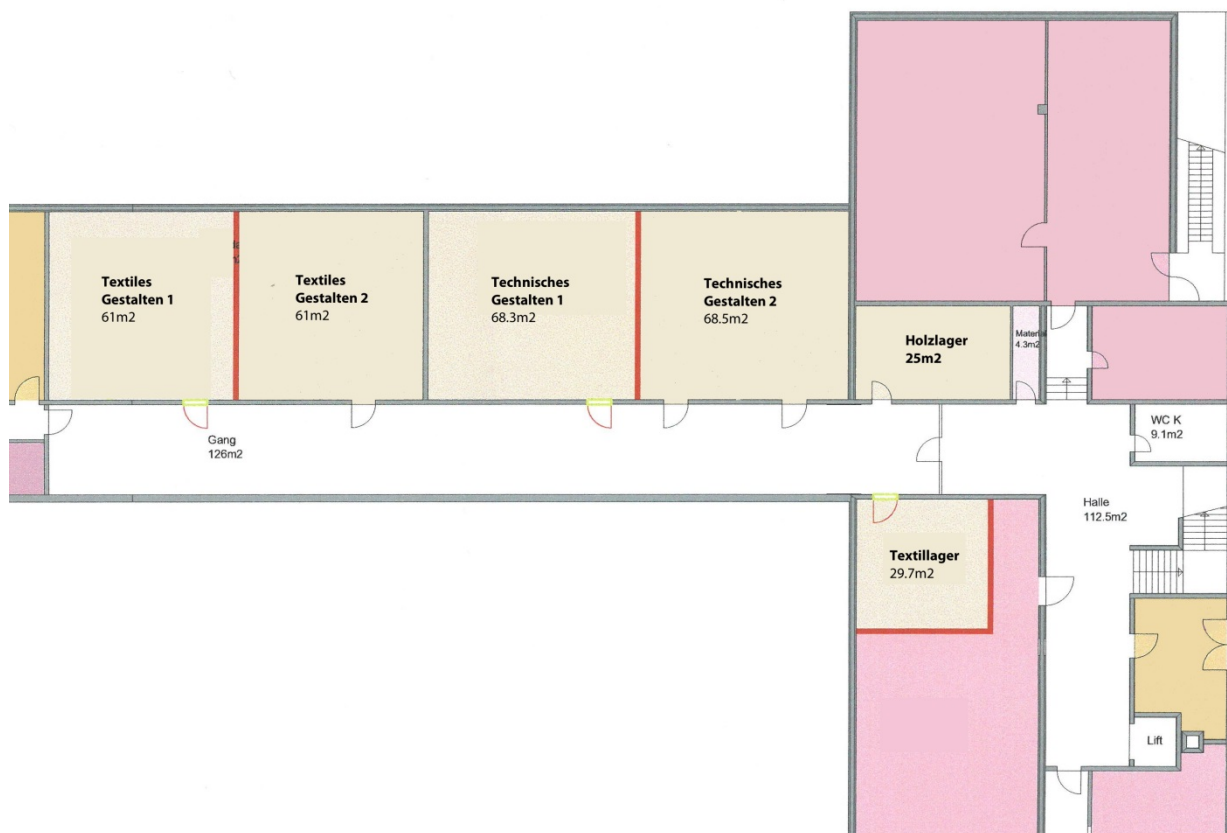 Textiles
Gestalten 1
61m2
Textiles
Gestalten 2
61m2
Technisches
Gestalten 1
68.3m2
Technisches
Gestalten 2
68.5m2
Holzlager
25m2
Material
4.3m2
WC K
9.1m2
Gang
126m2
Halle
112.5m2
Textillager
29.7m2
Lift